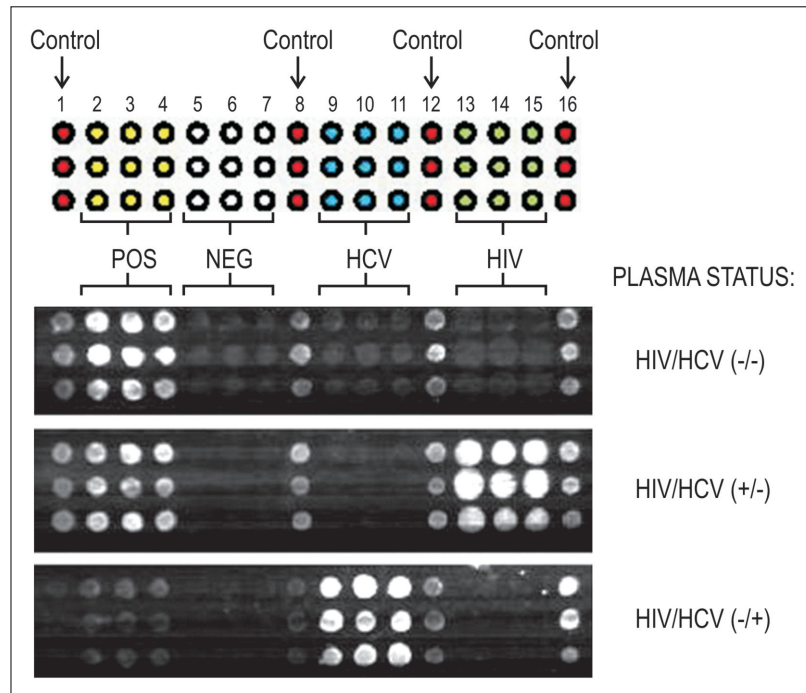 Control Control Control Control
1 2 3 4 5 6 7 8 9 10 11 12 13 14 15 16
POS NEG HCV HIV
PLASMA STATUS:
HIV/HCV (-/-)
HIV/HCV (+/-)
HIV/HCV (-/+)